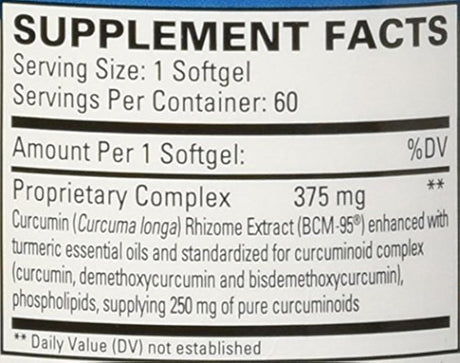 SUPPLEMENT FACTS
Serving Size: 1 Softgel
Servings Per Container: 60
Amount Per 1 Softgel: %DV
Proprietary Complex 375 mg **
Curcumin (Curcuma longa) Rhizome Extract (BCM-95®) enhanced with
turmeric essential oils and standardized for curcuminoid complex
(curcumin, demethoxycurcumin and bisdemethoxycurcumin),
phospholipids, supplying 250 mg of pure curcuminoids
** Daily Value (DV) not established